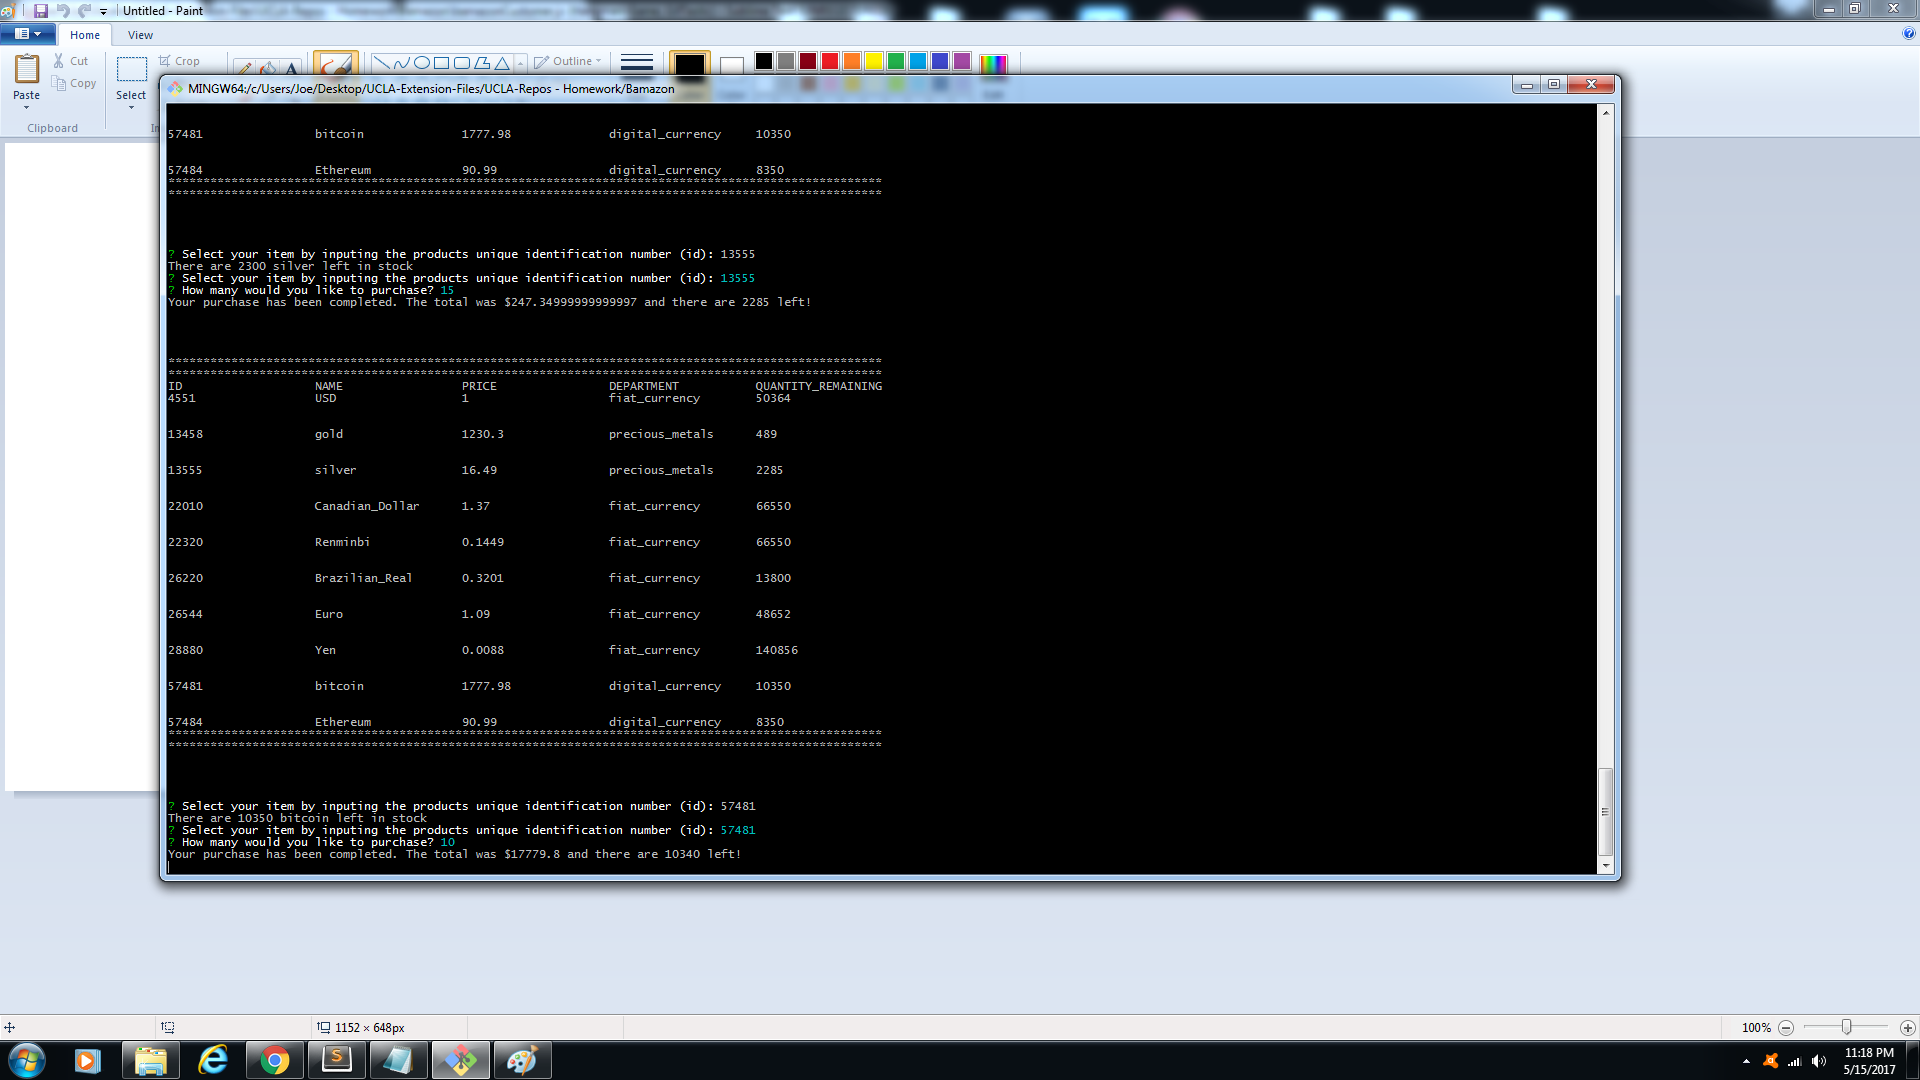 Untitled - Paint
Home View
Paste
Cut
Copy
Clipboard
Select
Crop
Outline
MINGW64:/c/Users/Joe/Desktop/UCLA-Extension-Files/UCLA-Repos - Homework/Bamazon
57481 bitcoin 1777.98 digital_currency 10350
57484 Ethereum 90.99 digital_currency 8350
******************************************************************************************************
******************************************************************************************************
? Select your item by inputing the products unique identification number (id): 13555
There are 2300 silver left in stock
? Select your item by inputing the products unique identification number (id): 13555
? How many would you like to purchase? 15
Your purchase has been completed. The total was $247.34999999999997 and there are 2285 left!
******************************************************************************************************
******************************************************************************************************
ID NAME PRICE DEPARTMENT QUANTITY_REMAINING
4551 USD 1 fiat_currency 50364
13458 gold 1230.3 precious_metals 489
13555 silver 16.49 precious_metals 2285
22010 Canadian_Dollar 1.37 fiat_currency 66550
22320 Renminbi 0.1449 fiat_currency 66550
26220 Brazilian_Real 0.3201 fiat_currency 13800
26544 Euro 1.09 fiat_currency 48652
28880 Yen 0.0088 fiat_currency 140856
57481 bitcoin 1777.98 digital_currency 10350
57484 Ethereum 90.99 digital_currency 8350
******************************************************************************************************
******************************************************************************************************
? Select your item by inputing the products unique identification number (id): 57481
There are 10350 bitcoin left in stock
? Select your item by inputing the products unique identification number (id): 57481
? How many would you like to purchase? 10
Your purchase has been completed. The total was $17779.8 and there are 10340 left!
1152 × 648px
100%
11:18 PM
5/15/2017